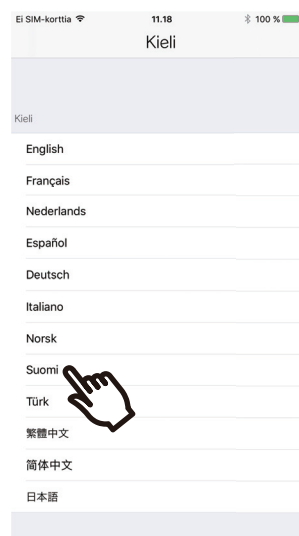 Ei SIM-korttia 11.18 100 %
Kieli
Kieli
English
Français
Nederlands
Español
Deutsch
Italiano
Norsk
Suomi
Türk
繁體中文
简体中文
日本語